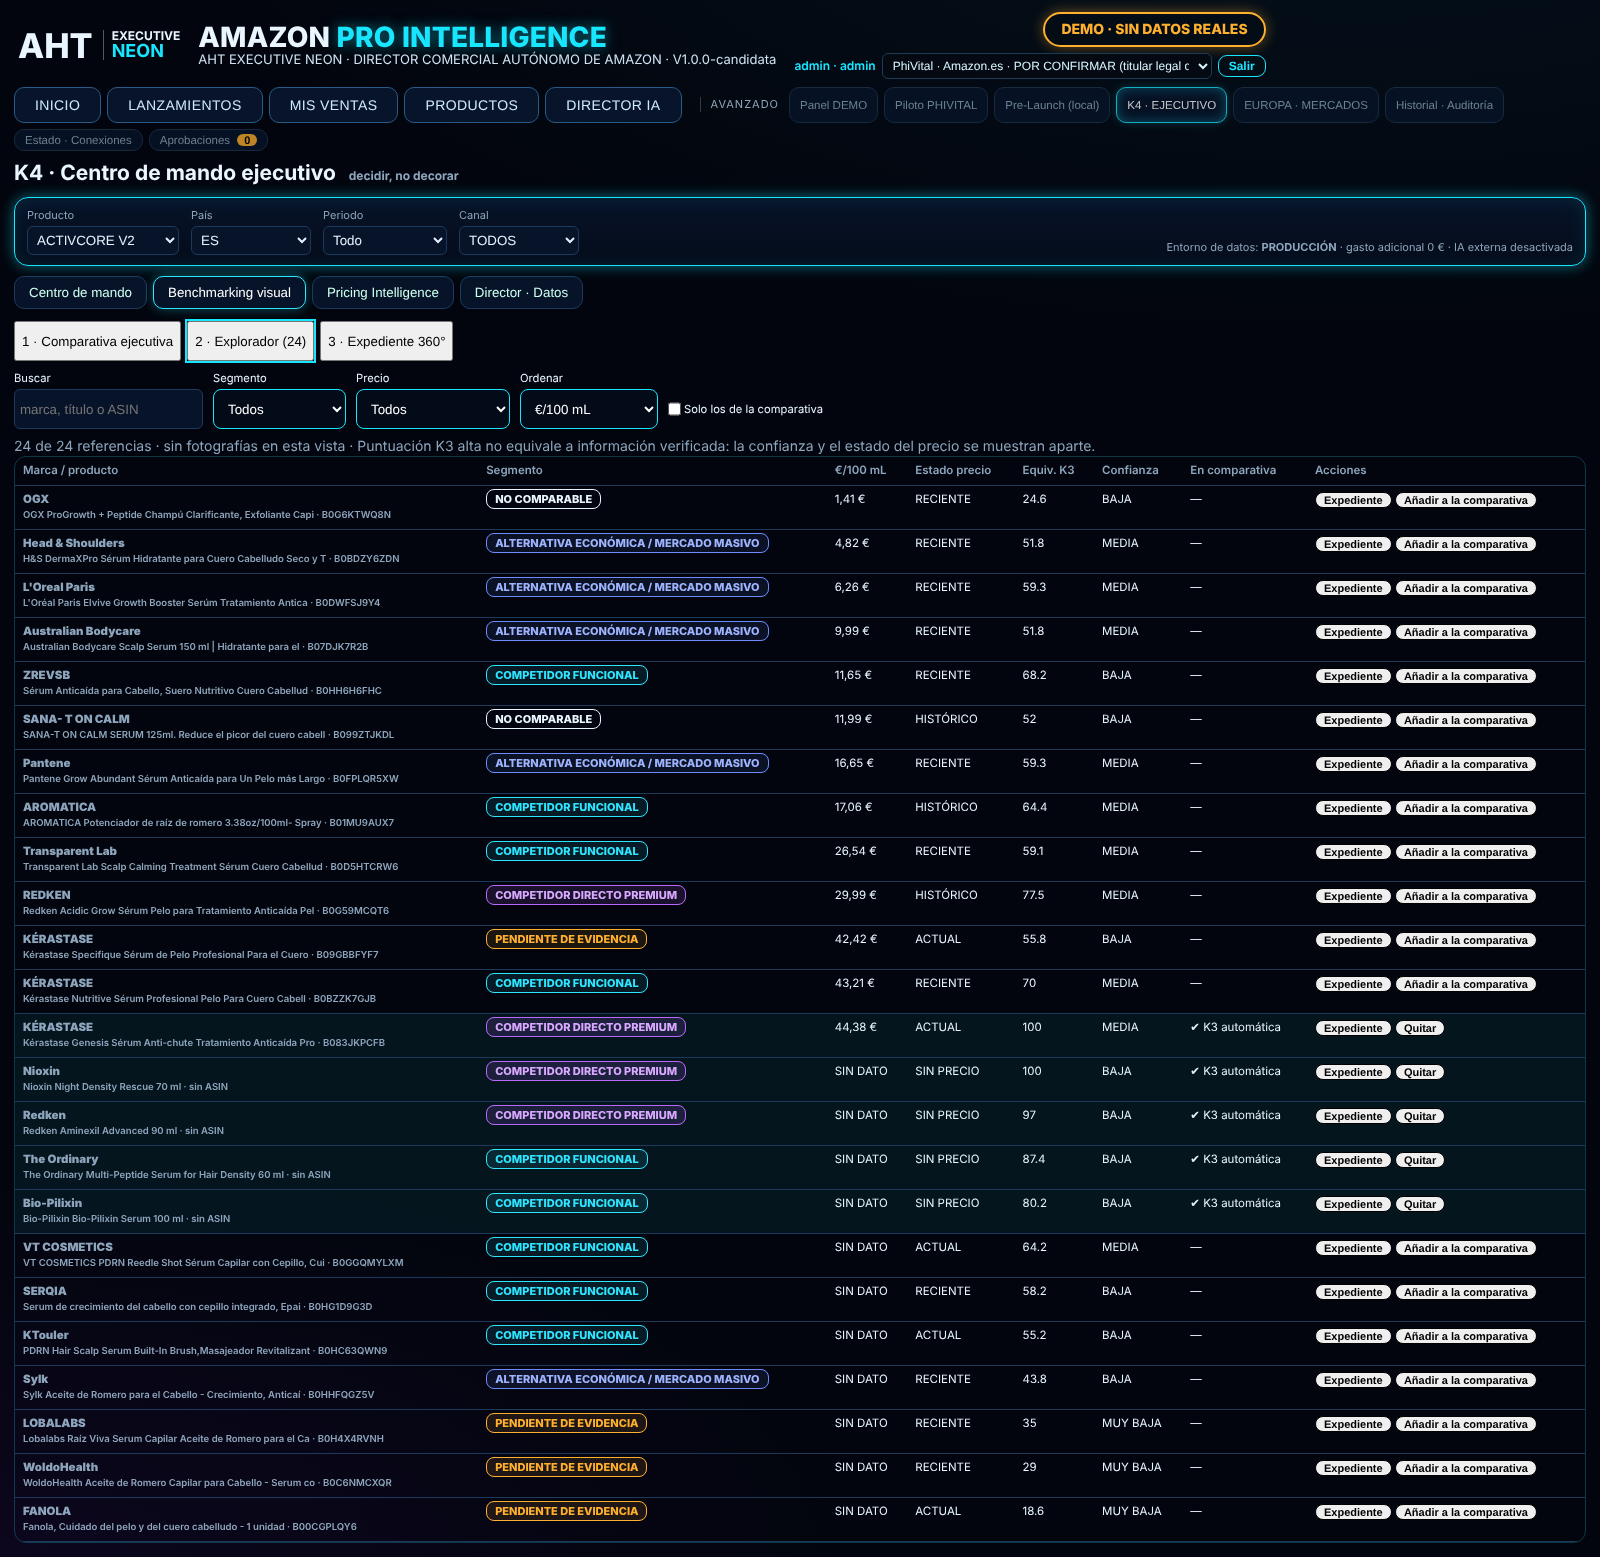 AHT EXECUTIVE NEON
AMAZON PRO INTELLIGENCE
AHT EXECUTIVE NEON · DIRECTOR COMERCIAL AUTÓNOMO DE AMAZON · V1.0.0-candidata
DEMO · SIN DATOS REALES
admin · admin PhiVital · Amazon.es · POR CONFIRMAR (titular legal d Salir
INICIO LANZAMIENTOS MIS VENTAS PRODUCTOS DIRECTOR IA AVANZADO Panel DEMO Piloto PHIVITAL Pre-Launch (local) K4 · EJECUTIVO EUROPA · MERCADOS Historial · Auditoría
Estado · Conexiones Aprobaciones 0
K4 · Centro de mando ejecutivo decidir, no decorar
Producto País Periodo Canal
ACTIVCORE V2 ES Todo TODOS
Entorno de datos: PRODUCCIÓN · gasto adicional 0 € · IA externa desactivada
Centro de mando Benchmarking visual Pricing Intelligence Director · Datos
1 · Comparativa ejecutiva 2 · Explorador (24) 3 · Expediente 360°
Buscar Segmento Precio Ordenar
marca, título o ASIN Todos Todos €/100 mL Solo los de la comparativa
24 de 24 referencias · sin fotografías en esta vista · Puntuación K3 alta no equivale a información verificada: la confianza y el estado del precio se muestran aparte.
Marca / producto Segmento €/100 mL Estado precio Equiv. K3 Confianza En comparativa Acciones
OGX NO COMPARABLE 1,41 € RECIENTE 24.6 BAJA — Expediente Añadir a la comparativa
OGX ProGrowth + Peptide Champú Clarificante, Exfoliante Capi · B0G6KTWQ8N
Head & Shoulders ALTERNATIVA ECONÓMICA / MERCADO MASIVO 4,82 € RECIENTE 51.8 MEDIA — Expediente Añadir a la comparativa
H&S DermaXPro Sérum Hidratante para Cuero Cabelludo Seco y T · B0BDZY6ZDN
L'Oreal Paris ALTERNATIVA ECONÓMICA / MERCADO MASIVO 6,26 € RECIENTE 59.3 MEDIA — Expediente Añadir a la comparativa
L'Oréal Paris Elvive Growth Booster Serúm Tratamiento Antica · B0DWFSJ9Y4
Australian Bodycare ALTERNATIVA ECONÓMICA / MERCADO MASIVO 9,99 € RECIENTE 51.8 MEDIA — Expediente Añadir a la comparativa
Australian Bodycare Scalp Serum 150 ml | Hidratante para el · B07DJK7R2B
ZREVSB COMPETIDOR FUNCIONAL 11,65 € RECIENTE 68.2 BAJA — Expediente Añadir a la comparativa
Sérum Anticaída para Cabello, Suero Nutritivo Cuero Cabellud · B0HH6H6FHC
SANA- T ON CALM NO COMPARABLE 11,99 € HISTÓRICO 52 BAJA — Expediente Añadir a la comparativa
SANA-T ON CALM SERUM 125ml. Reduce el picor del cuero cabell · B099ZTJKDL
Pantene ALTERNATIVA ECONÓMICA / MERCADO MASIVO 16,65 € RECIENTE 59.3 MEDIA — Expediente Añadir a la comparativa
Pantene Grow Abundant Sérum Anticaída para Un Pelo más Largo · B0FPLQR5XW
AROMATICA COMPETIDOR FUNCIONAL 17,06 € HISTÓRICO 64.4 MEDIA — Expediente Añadir a la comparativa
AROMATICA Potenciador de raíz de romero 3.38oz/100ml- Spray · B01MU9AUX7
Transparent Lab COMPETIDOR FUNCIONAL 26,54 € RECIENTE 59.1 MEDIA — Expediente Añadir a la comparativa
Transparent Lab Scalp Calming Treatment Sérum Cuero Cabellud · B0D5HTCRW6
REDKEN COMPETIDOR DIRECTO PREMIUM 29,99 € HISTÓRICO 77.5 MEDIA — Expediente Añadir a la comparativa
Redken Acidic Grow Sérum Pelo para Tratamiento Anticaída Pel · B0G59MCQT6
KÉRASTASE PENDIENTE DE EVIDENCIA 42,42 € ACTUAL 55.8 BAJA — Expediente Añadir a la comparativa
Kérastase Specifique Sérum de Pelo Profesional Para el Cuero · B09GBBFYF7
KÉRASTASE COMPETIDOR FUNCIONAL 43,21 € RECIENTE 70 MEDIA — Expediente Añadir a la comparativa
Kérastase Nutritive Sérum Profesional Pelo Para Cuero Cabell · B0BZZK7GJB
KÉRASTASE COMPETIDOR DIRECTO PREMIUM 44,38 € ACTUAL 100 MEDIA ✔ K3 automática Expediente Quitar
Kérastase Genesis Sérum Anti-chute Tratamiento Anticaída Pro · B083JKPCFB
Nioxin COMPETIDOR DIRECTO PREMIUM SIN DATO SIN PRECIO 100 BAJA ✔ K3 automática Expediente Quitar
Nioxin Night Density Rescue 70 ml · sin ASIN
Redken COMPETIDOR DIRECTO PREMIUM SIN DATO SIN PRECIO 97 BAJA ✔ K3 automática Expediente Quitar
Redken Aminexil Advanced 90 ml · sin ASIN
The Ordinary COMPETIDOR FUNCIONAL SIN DATO SIN PRECIO 87.4 BAJA ✔ K3 automática Expediente Quitar
The Ordinary Multi-Peptide Serum for Hair Density 60 ml · sin ASIN
Bio-Pilixin COMPETIDOR FUNCIONAL SIN DATO SIN PRECIO 80.2 BAJA ✔ K3 automática Expediente Quitar
Bio-Pilixin Bio-Pilixin Serum 100 ml · sin ASIN
VT COSMETICS COMPETIDOR FUNCIONAL SIN DATO ACTUAL 64.2 MEDIA — Expediente Añadir a la comparativa
VT COSMETICS PDRN Reedle Shot Sérum Capilar con Cepillo, Cui · B0GGQMYLXM
SERQIA COMPETIDOR FUNCIONAL SIN DATO RECIENTE 58.2 BAJA — Expediente Añadir a la comparativa
Serum de crecimiento del cabello con cepillo integrado, Epai · B0HG1D9G3D
KTouler COMPETIDOR FUNCIONAL SIN DATO ACTUAL 55.2 BAJA — Expediente Añadir a la comparativa
PDRN Hair Scalp Serum Built-In Brush,Masajeador Revitalizant · B0HC63QWN9
Sylk ALTERNATIVA ECONÓMICA / MERCADO MASIVO SIN DATO RECIENTE 43.8 BAJA — Expediente Añadir a la comparativa
Sylk Aceite de Romero para el Cabello - Crecimiento, Anticaí · B0HHFQGZ5V
LOBALABS PENDIENTE DE EVIDENCIA SIN DATO RECIENTE 35 MUY BAJA — Expediente Añadir a la comparativa
Lobalabs Raíz Viva Serum Capilar Aceite de Romero para el Ca · B0H4X4RVNH
WoldoHealth PENDIENTE DE EVIDENCIA SIN DATO RECIENTE 29 MUY BAJA — Expediente Añadir a la comparativa
WoldoHealth Aceite de Romero Capilar para Cabello - Serum co · B0C6NMCXQR
FANOLA PENDIENTE DE EVIDENCIA SIN DATO ACTUAL 18.6 MUY BAJA — Expediente Añadir a la comparativa
Fanola, Cuidado del pelo y del cuero cabelludo - 1 unidad · B00CGPLQY6